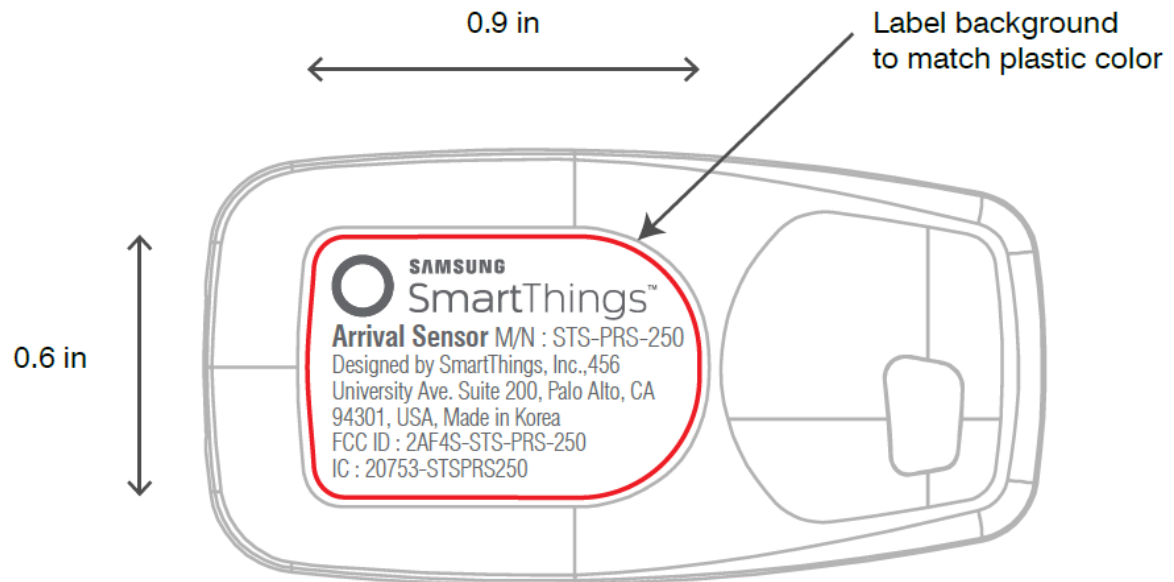 0.9 in
Label background
to match plastic color
0.6 in
SAMSUNG
SmartThings™
Arrival Sensor M/N : STS-PRS-250
Designed by SmartThings, Inc.,456
University Ave. Suite 200, Palo Alto, CA
94301, USA, Made in Korea
FCC ID : 2AF4S-STS-PRS-250
IC : 20753-STSPRS250